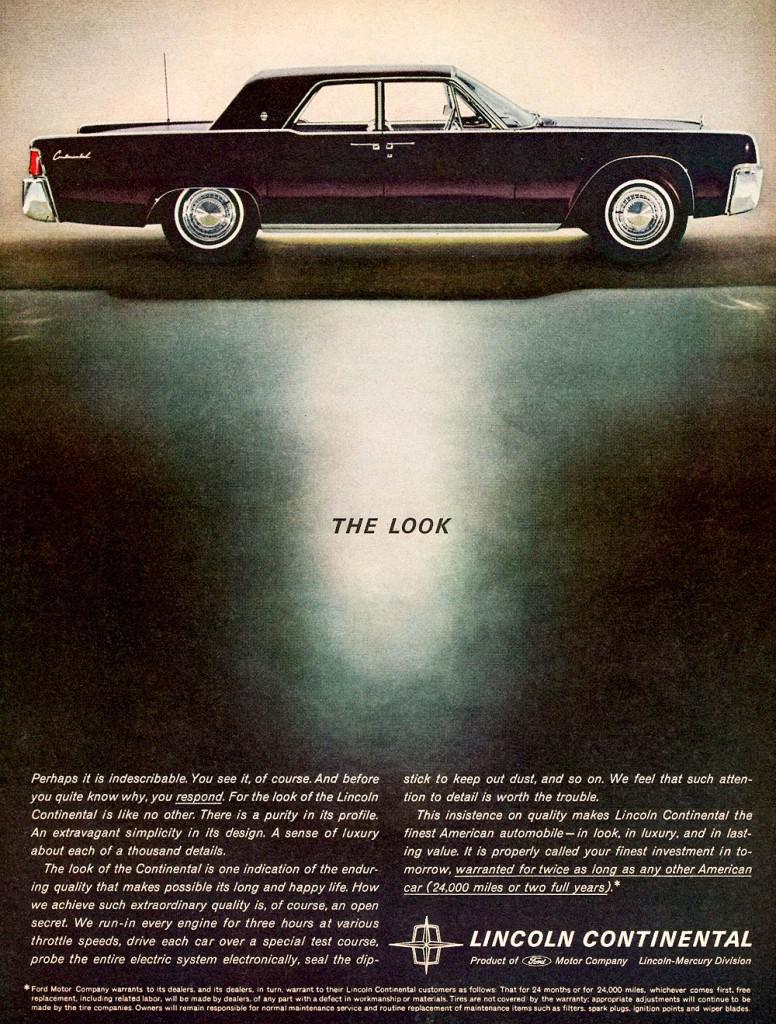 Continental
THE LOOK
Perhaps it is indescribable. You see it, of course. And before
you quite know why, you respond. For the look of the Lincoln
Continental is like no other. There is a purity in its profile.
An extravagant simplicity in its design. A sense of luxury
about each of a thousand details.
The look of the Continental is one indication of the endur-
ing quality that makes possible its long and happy life. How
we achieve such extraordinary quality is, of course, an open
secret. We run-in every engine for three hours at various
throttle speeds, drive each car over a special test course,
probe the entire electric system electronically, seal the dip-
stick to keep out dust, and so on. We feel that such atten-
tion to detail is worth the trouble.
This insistence on quality makes Lincoln Continental the
finest American automobile—in look, in luxury, and in last-
ing value. It is properly called your finest investment in to-
morrow, warranted for twice as long as any other American
car (24,000 miles or two full years).*
LINCOLN CONTINENTAL
Product of Ford Motor Company Lincoln-Mercury Division
*Ford Motor Company warrants to its dealers, and its dealers, in turn, warrant to their Lincoln Continental customers as follows: That for 24 months or for 24,000 miles, whichever comes first, free
replacement, including related labor, will be made by dealers, of any part with a defect in workmanship or materials. Tires are not covered by the warranty; appropriate adjustments will continue to be
made by the tire companies. Owners will remain responsible for normal maintenance service and routine replacement of maintenance items such as filters, spark plugs, ignition points and wiper blades.